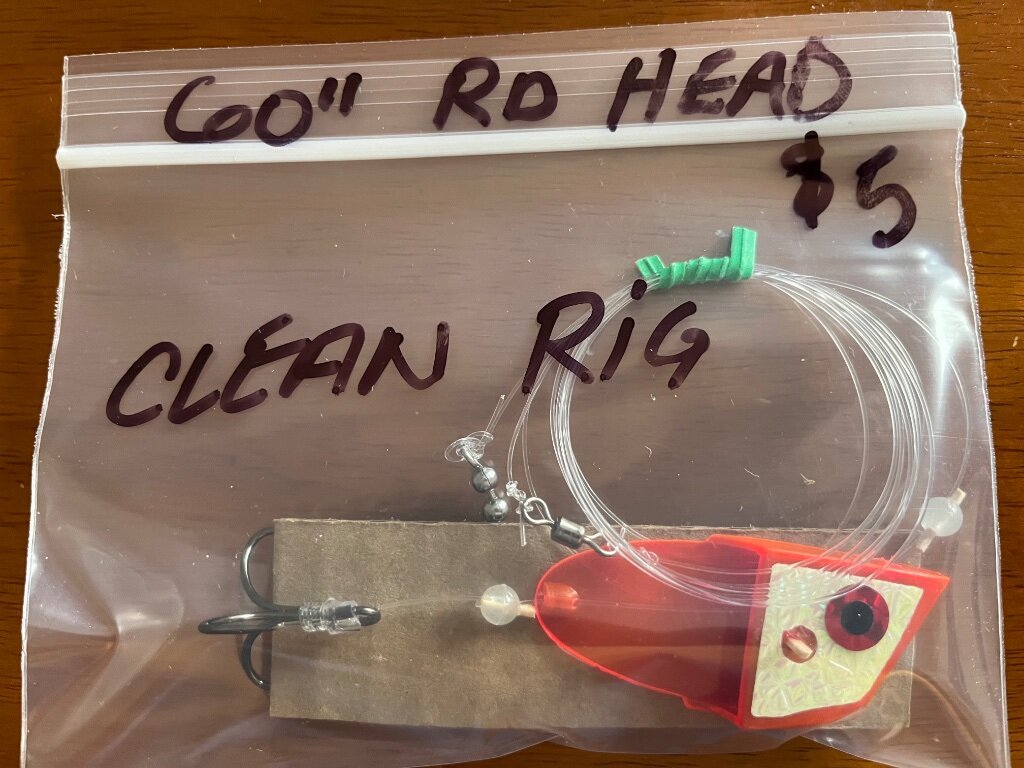 60" RD HEAD
$5
CLEAN RiG